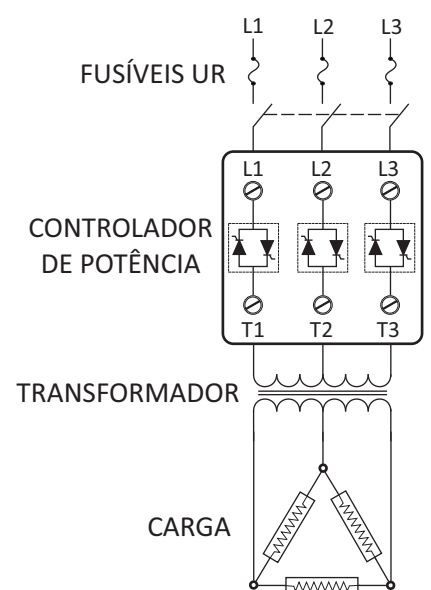 L1 L2 L3
FUSÍVEIS UR
L1 L2 L3
CONTROLADOR
DE POTÊNCIA
T1 T2 T3
TRANSFORMADOR
CARGA